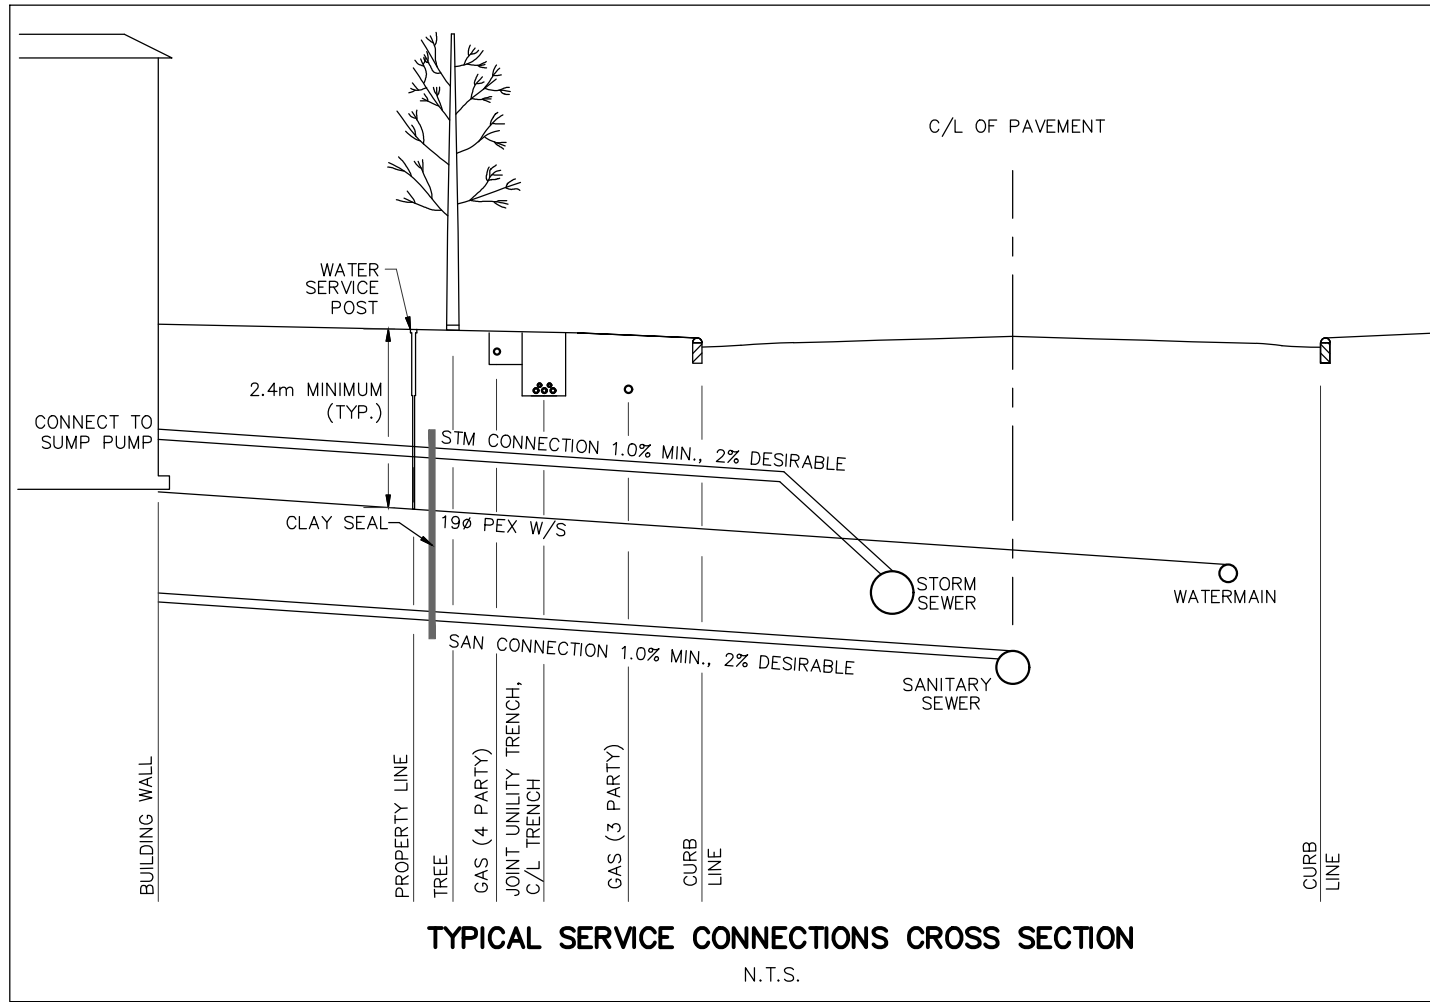 C/L OF PAVEMENT
WATER
SERVICE
POST
2.4m MINIMUM
(TYP.)
CONNECT TO
SUMP PUMP
STM CONNECTION 1.0% MIN., 2% DESIRABLE
CLAY SEAL
19ø PEX W/S
STORM
SEWER
WATERMAIN
SAN CONNECTION 1.0% MIN., 2% DESIRABLE
SANITARY
SEWER
BUILDING WALL
PROPERTY LINE
TREE
GAS (4 PARTY)
JOINT UNILITY TRENCH,
C/L TRENCH
GAS (3 PARTY)
CURB
LINE
CURB
LINE
TYPICAL SERVICE CONNECTIONS CROSS SECTION
N.T.S.